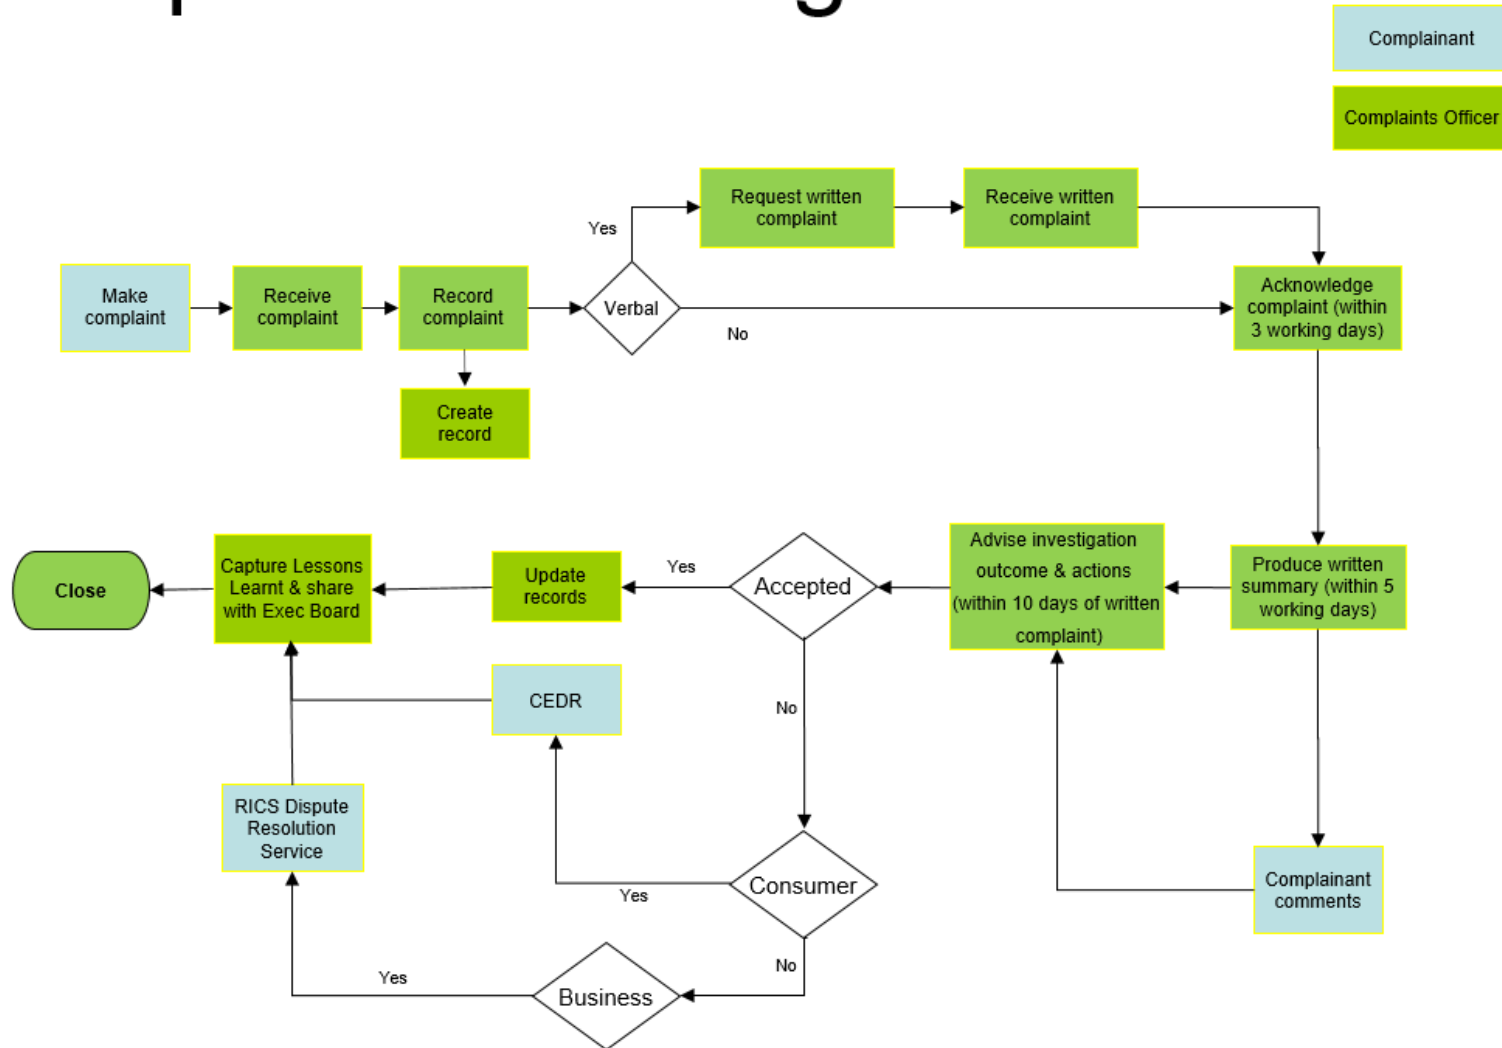 Complainant
Complaints Officer
Request written
complaint
Receive written
complaint
Yes
Make
complaint
Receive
complaint
Record
complaint
Verbal
No
Acknowledge
complaint (within
3 working days)
Create
record
Close
Capture Lessons
Learnt & share
with Exec Board
Update
records
Yes
Accepted
Advise investigation
outcome & actions
(within 10 days of written
complaint)
Produce written
summary (within 5
working days)
CEDR
No
RICS Dispute
Resolution
Service
Consumer
Yes
Complainant
comments
No
Yes
Business